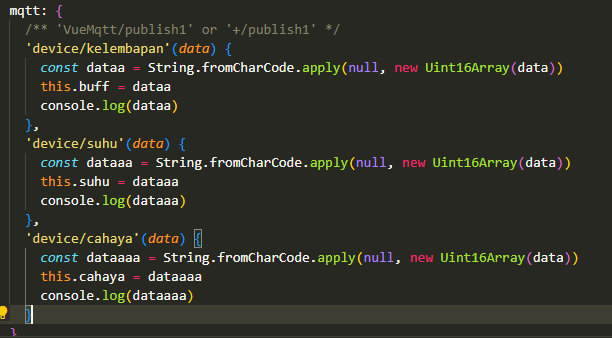 mqtt: {
/** 'VueMqtt/publish1' or '+/publish1' */
'device/kelembapan'(data) {
const dataa = String.fromCharCode.apply(null, new Uint16Array(data))
this.buff = dataa
console.log(dataa)
},
'device/suhu'(data) {
const dataaa = String.fromCharCode.apply(null, new Uint16Array(data))
this.suhu = dataaa
console.log(dataaa)
},
'device/cahaya'(data) {
const dataaaa = String.fromCharCode.apply(null, new Uint16Array(data))
this.cahaya = dataaaa
console.log(dataaaa)
}
}